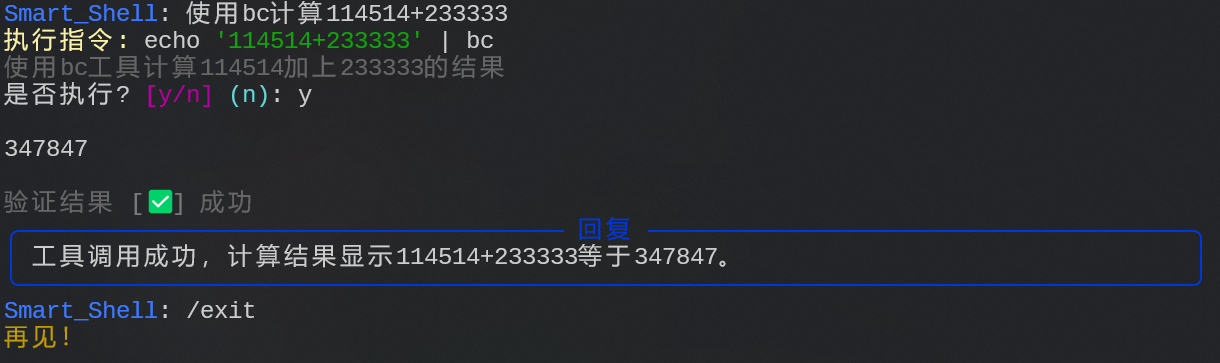 Smart_Shell: 使用bc计算114514+233333
执行指令: echo '114514+233333' | bc
使用bc工具计算114514加上233333的结果
是否执行? [y/n] (n): y
347847
验证结果 [✅] 成功
回复
工具调用成功，计算结果显示114514+233333等于347847。
Smart_Shell: /exit
再见!